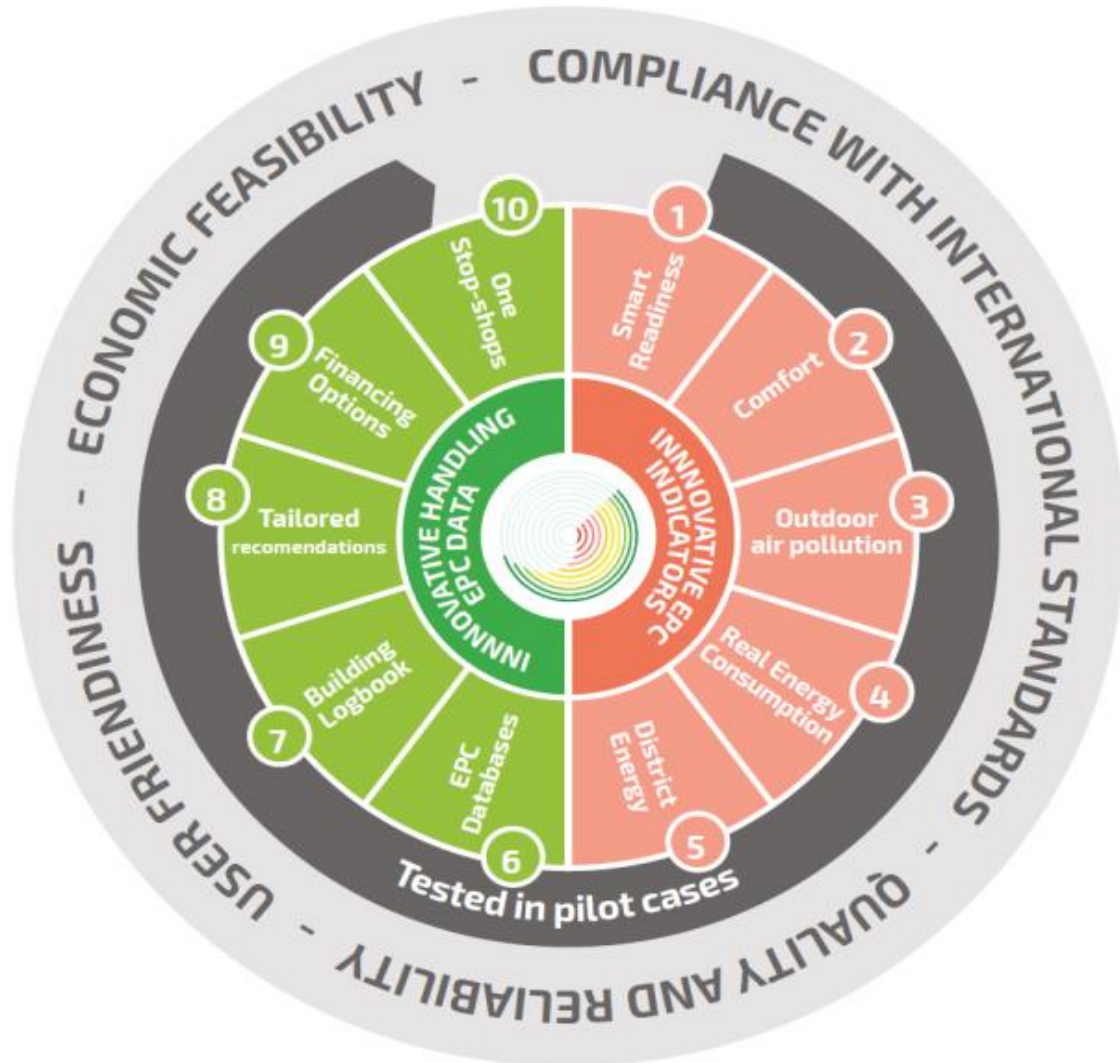 COMPLIANCE WITH INTERNATIONAL STANDARDS - QUALITY AND RELIABILITY - USER FRIENDINESS - ECONOMIC FEASIBILITY -
1
Smart
Readiness
2
Comfort
3
Outdoor
air pollution
4
Real Energy
Consumption
5
District
Energy
6
EPC
Databases
7
Building
Logbook
8
Tailored
recomendations
9
Financing
Options
10
One
Stop-shops
INNNOVATIVE HANDLING
EPC DATA
INNNOVATIVE EPC
INDICATORS
Tested in pilot cases